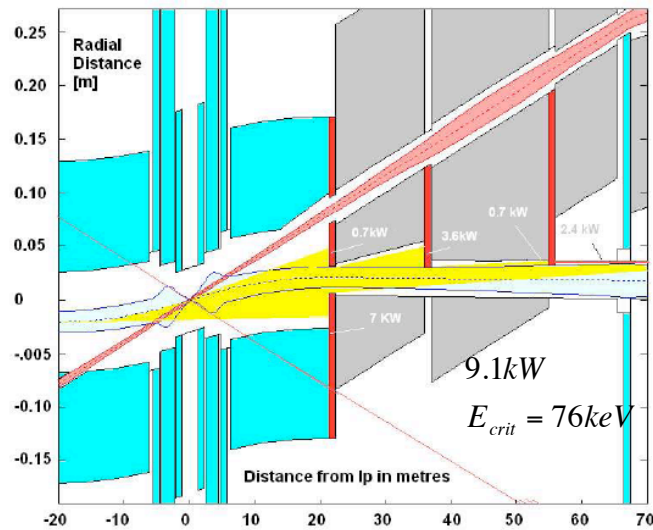 0.25
Radial
Distance
[m]
0.20
0.15
0.10
0.7kW
3.6kW
0.7 kW
2.4 kW
0.05
0
7 KW
-.005
9.1kW
-0.10
E_crit = 76keV
-0.15
Distance from Ip in metres
-20 -10 0 10 20 30 40 50 60 70